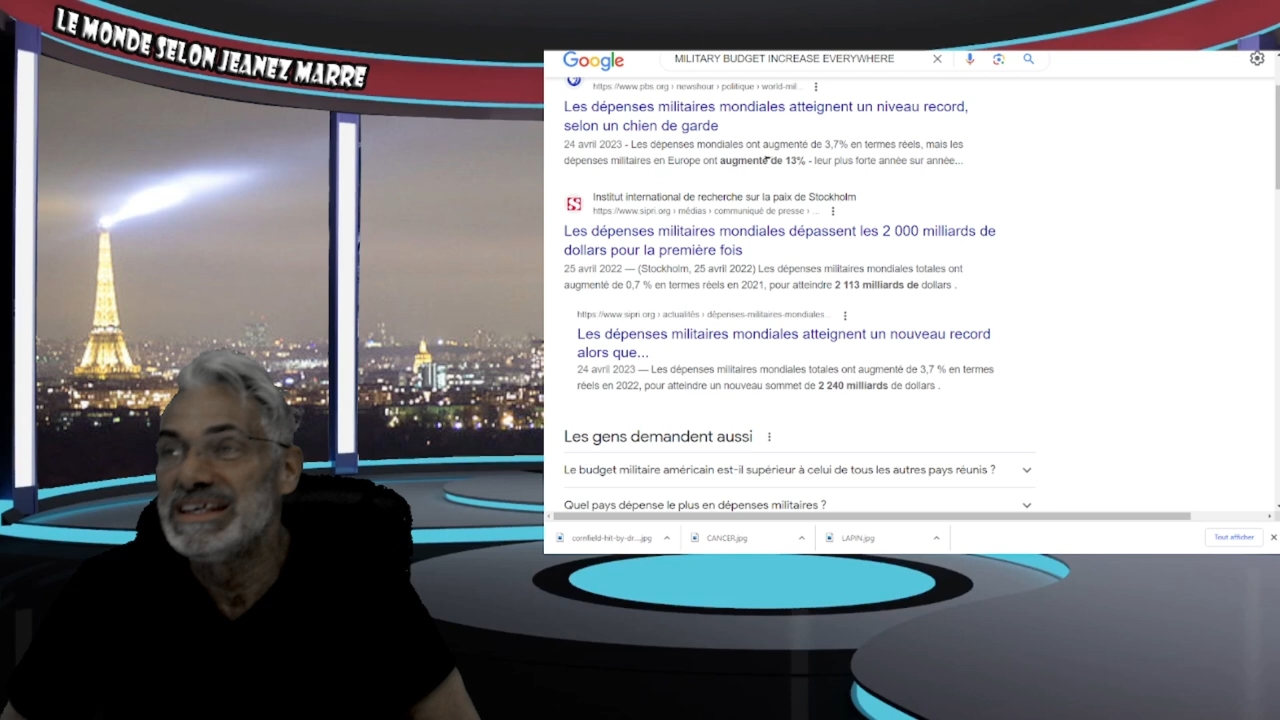 LE MONDE SELON JEANEZ MARRE
Google
MILITARY BUDGET INCREASE EVERYWHERE
https://www.pbs.org › newshour › politique › world-mil...
Les dépenses militaires mondiales atteignent un niveau record,
selon un chien de garde
24 avril 2023 - Les dépenses mondiales ont augmenté de 3,7% en termes réels, mais les
dépenses militaires en Europe ont augmenté de 13% - leur plus forte année sur année...
Institut international de recherche sur la paix de Stockholm
https://www.sipri.org › médias › communiqué de presse › ...
Les dépenses militaires mondiales dépassent les 2 000 milliards de
dollars pour la première fois
25 avril 2022 — (Stockholm, 25 avril 2022) Les dépenses militaires mondiales totales ont
augmenté de 0,7 % en termes réels en 2021, pour atteindre 2 113 milliards de dollars .
https://www.sipri.org › actualités › dépenses-militaires-mondiales...
Les dépenses militaires mondiales atteignent un nouveau record
alors que...
24 avril 2023 — Les dépenses militaires mondiales totales ont augmenté de 3,7 % en termes
réels en 2022, pour atteindre un nouveau sommet de 2 240 milliards de dollars .
Les gens demandent aussi
Le budget militaire américain est-il supérieur à celui de tous les autres pays réunis ?
Quel pays dépense le plus en dépenses militaires ?
cornfield-hit-by-dr...jpg
CANCER.jpg
LAPIN.jpg
Tout afficher